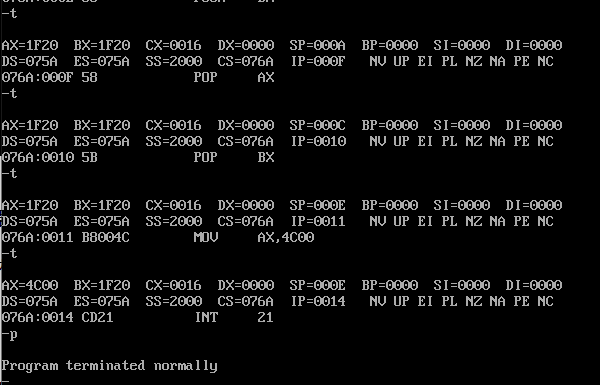 -t
AX=1F20 BX=1F20 CX=0016 DX=0000 SP=000A BP=0000 SI=0000 DI=0000
DS=075A ES=075A SS=2000 CS=076A IP=000F NV UP EI PL NZ NA PE NC
076A:000F 58 POP AX
-t
AX=1F20 BX=1F20 CX=0016 DX=0000 SP=000C BP=0000 SI=0000 DI=0000
DS=075A ES=075A SS=2000 CS=076A IP=0010 NV UP EI PL NZ NA PE NC
076A:0010 5B POP BX
-t
AX=1F20 BX=1F20 CX=0016 DX=0000 SP=000E BP=0000 SI=0000 DI=0000
DS=075A ES=075A SS=2000 CS=076A IP=0011 NV UP EI PL NZ NA PE NC
076A:0011 B8004C MOV AX,4C00
-t
AX=4C00 BX=1F20 CX=0016 DX=0000 SP=000E BP=0000 SI=0000 DI=0000
DS=075A ES=075A SS=2000 CS=076A IP=0014 NV UP EI PL NZ NA PE NC
076A:0014 CD21 INT 21
-p
Program terminated normally
-